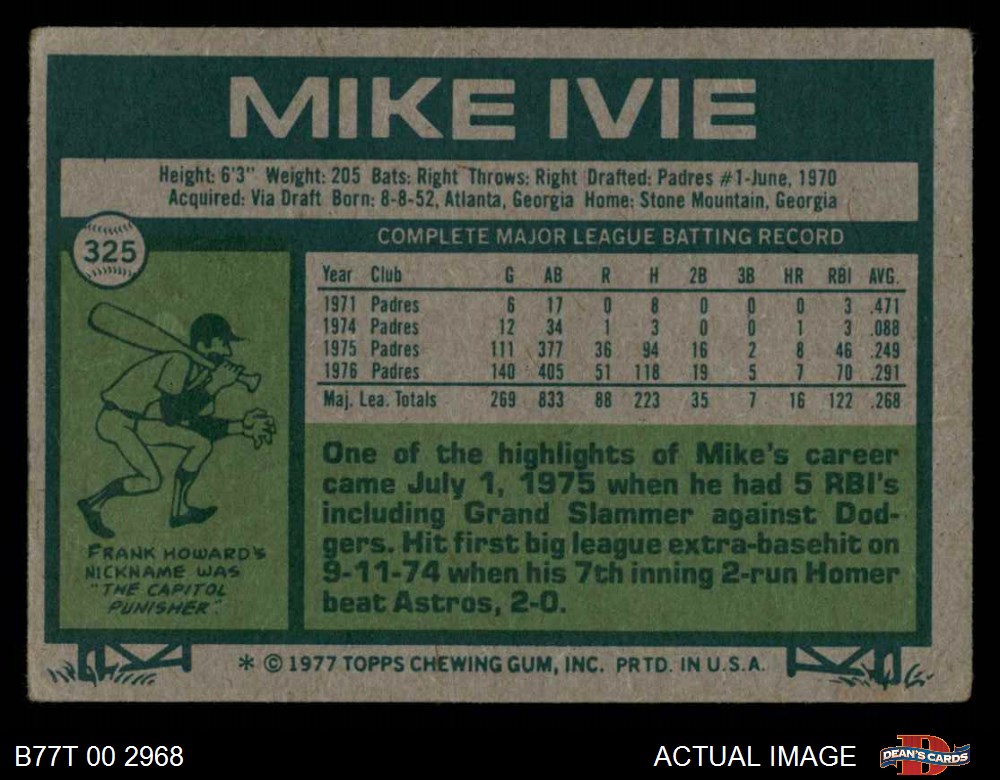 MIKE IVIE
Height: 6'3" Weight: 205 Bats: Right Throws: Right Drafted: Padres #1-June, 1970
Acquired: Via Draft Born: 8-8-52, Atlanta, Georgia Home: Stone Mountain, Georgia
325
COMPLETE MAJOR LEAGUE BATTING RECORD
Year Club G AB R H 2B 3B HR RBI AVG.
1971 Padres 6 17 0 8 0 0 0 3 .471
1974 Padres 12 34 1 3 0 0 1 3 .088
1975 Padres 111 377 36 94 16 2 8 46 .249
1976 Padres 140 405 51 118 19 5 7 70 .291
Maj. Lea. Totals 269 833 88 223 35 7 16 122 .268
One of the highlights of Mike's career
came July 1, 1975 when he had 5 RBI's
including Grand Slammer against Dod-
gers. Hit first big league extra-basehit on
9-11-74 when his 7th inning 2-run Homer
beat Astros, 2-0.
FRANK HOWARD'S
NICKNAME WAS
"THE CAPITOL
PUNISHER."
* © 1977 TOPPS CHEWING GUM, INC. PRTD. IN U.S.A.
B77T 00 2968
ACTUAL IMAGE
DEAN'S CARDS